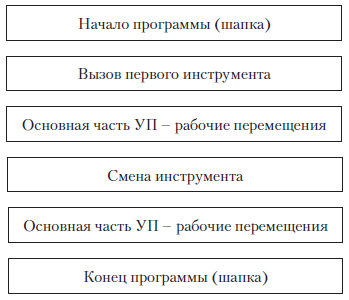 Начало программы (шапка)
Вызов первого инструмента
Основная часть УП – рабочие перемещения
Смена инструмента
Основная часть УП – рабочие перемещения
Конец программы (шапка)